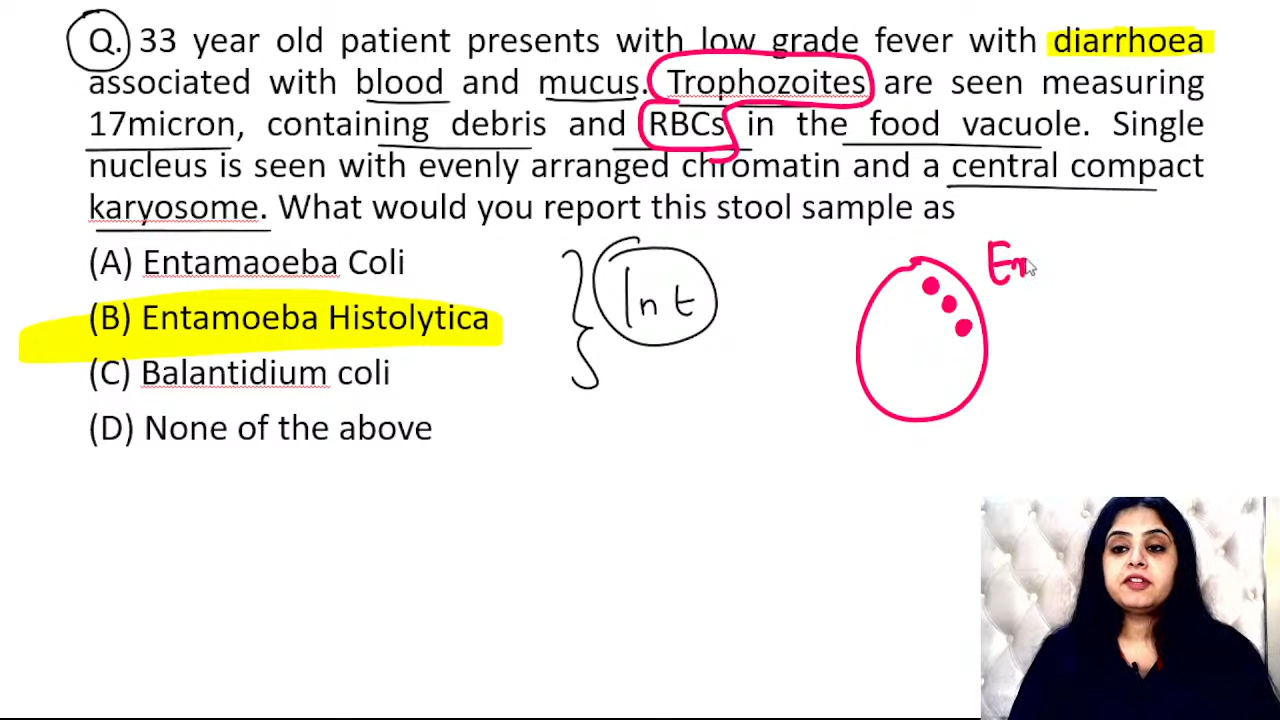 Q. 33 year old patient presents with low grade fever with diarrhoea
associated with blood and mucus. Trophozoites are seen measuring
17micron, containing debris and RBCs in the food vacuole. Single
nucleus is seen with evenly arranged chromatin and a central compact
karyosome. What would you report this stool sample as
(A) Entamaoeba Coli
(B) Entamoeba Histolytica
(C) Balantidium coli
(D) None of the above
Int
En